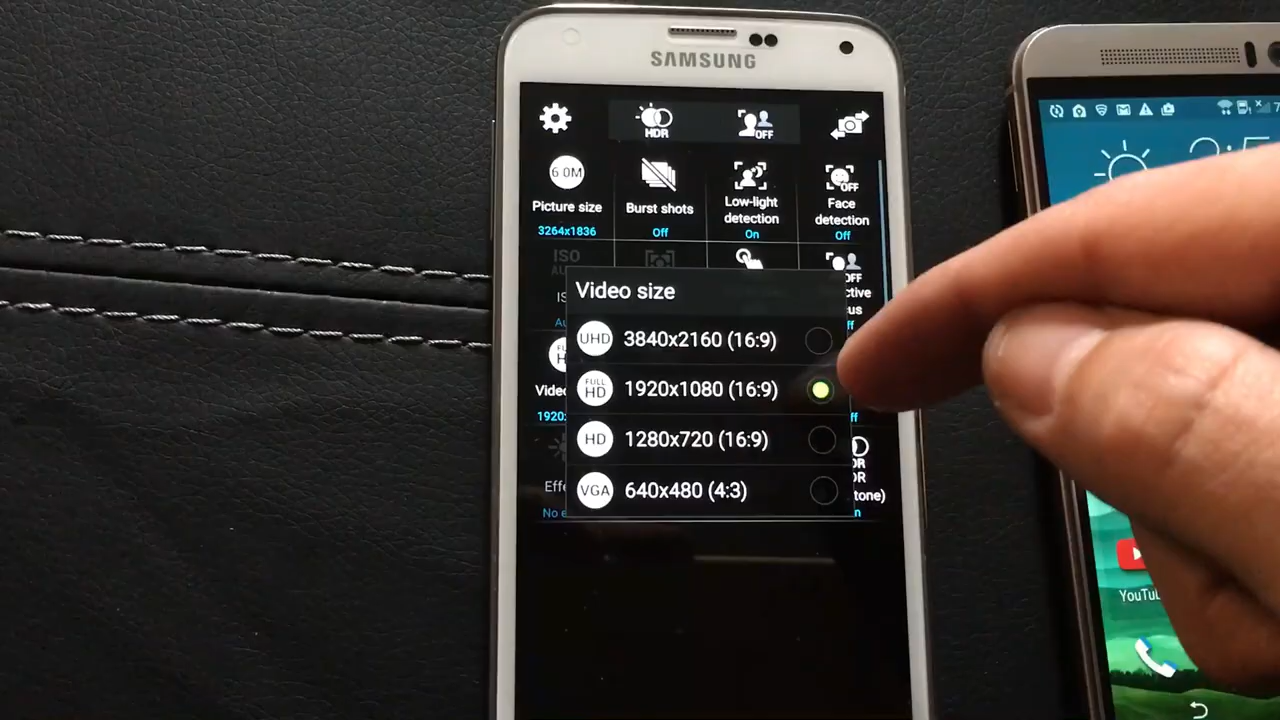 SAMSUNG
HDR
OFF
6.0M
OFF
Picture size
Burst shots
Low-light
detection
Face
detection
3264x1836
Off
On
Off
ISO
OFF
Video size
UHD 3840x2160 (16:9)
FULL HD 1920x1080 (16:9)
HD 1280x720 (16:9)
VGA 640x480 (4:3)